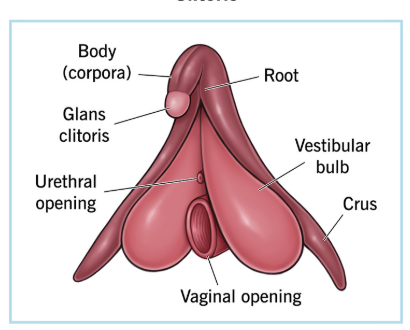 Body
(corpora)
Root
Glans
clitoris
Vestibular
bulb
Urethral
opening
Crus
Vaginal opening